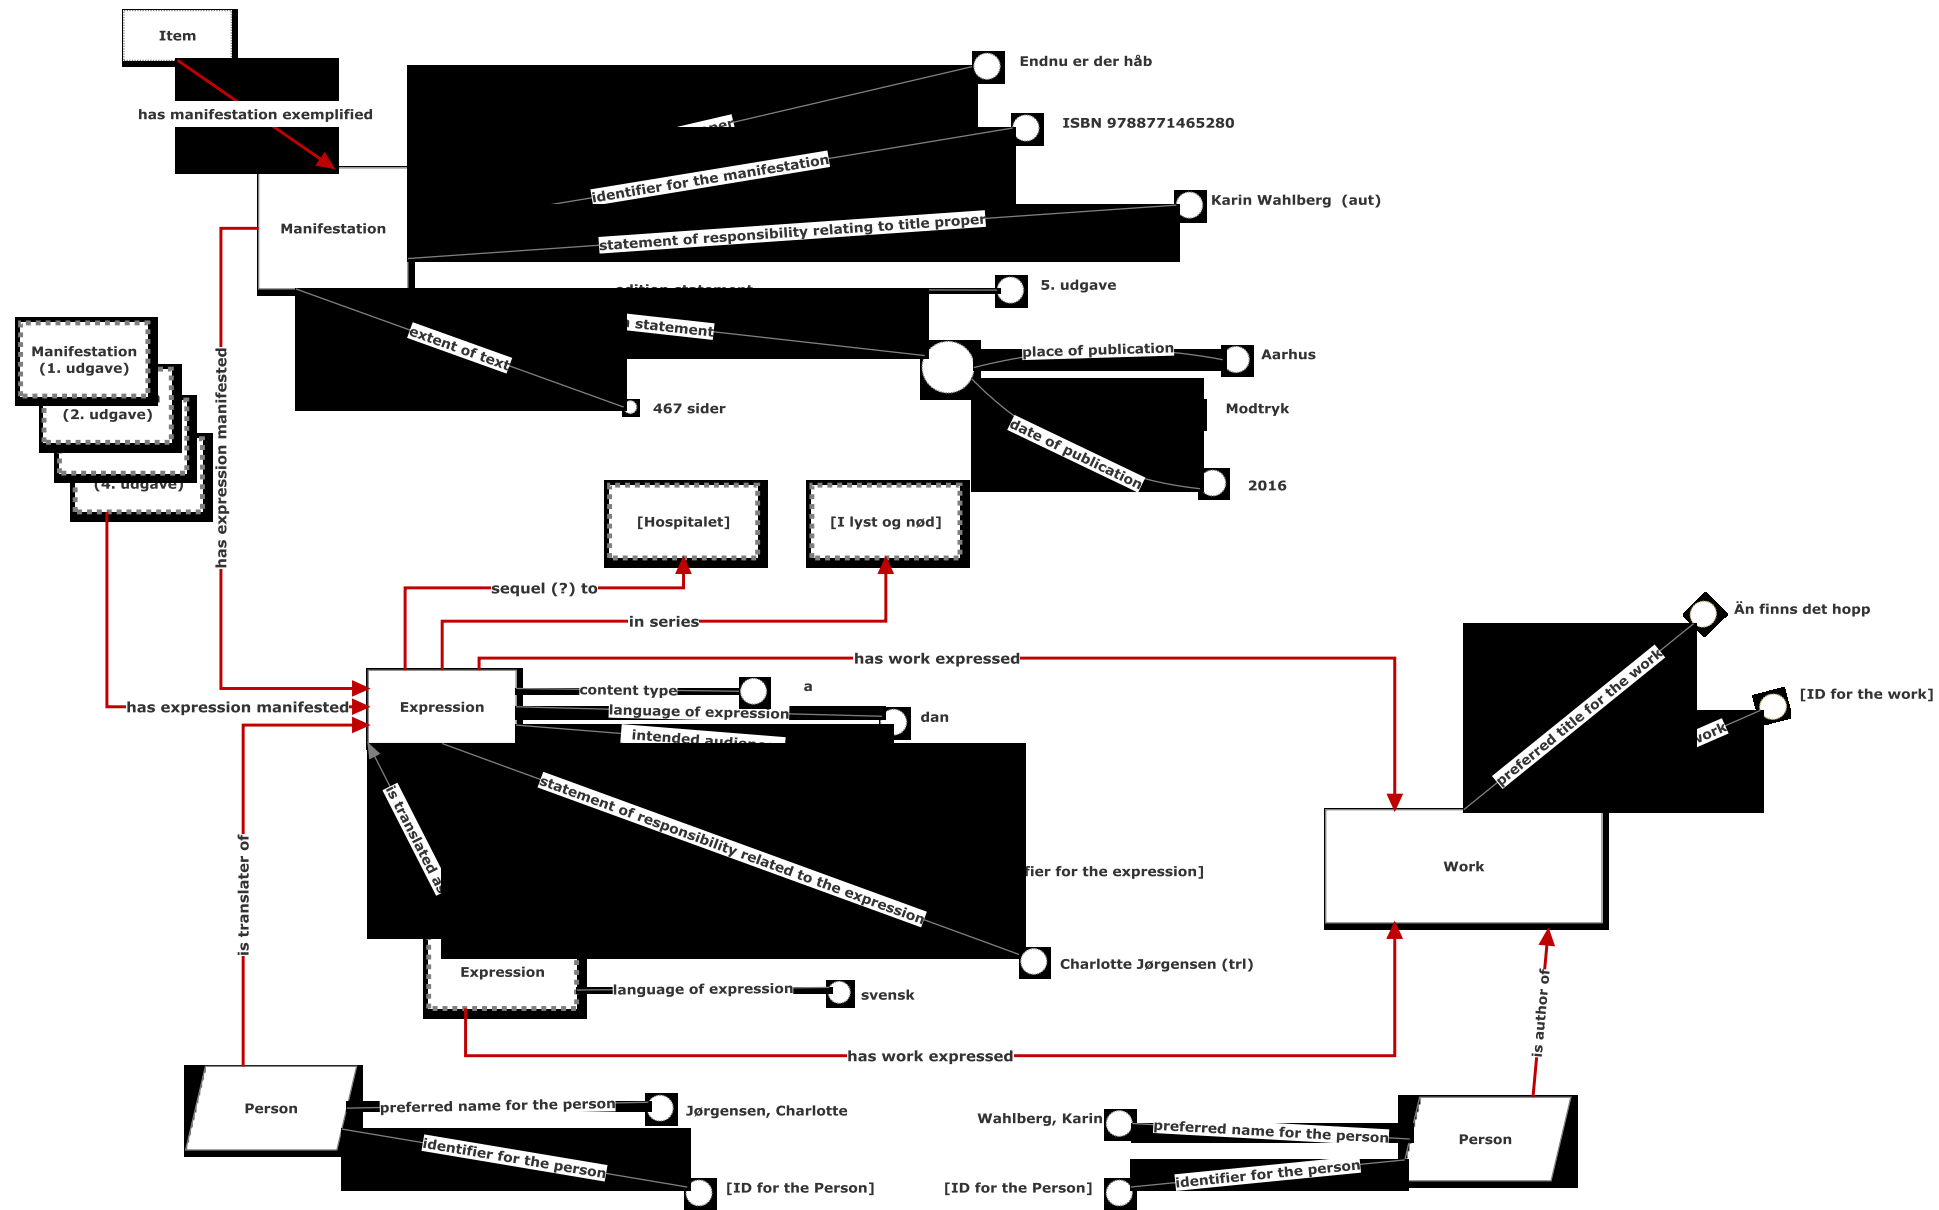 Item
has manifestation exemplified
Endnu er der håb
identifier for the manifestation
ISBN 9788771465280
Manifestation
statement of responsibility relating to title proper
Karin Wahlberg (aut)
edition statement
5. udgave
extent of text
statement
467 sider
place of publication
Aarhus
Modtryk
date of publication
2016
Manifestation
(1. udgave)
(2. udgave)
(4. udgave)
has expression manifested
[Hospitalet]
[I lyst og nød]
sequel (?) to
in series
has work expressed
Än finns det hopp
preferred title for the work
[ID for the work]
work
has expression manifested
Expression
content type
a
language of expression
dan
intended
is translated
statement of responsibility related to the expression
for the expression]
Charlotte Jørgensen (trl)
Work
is translater of
Expression
language of expression
svensk
has work expressed
is author of
Person
preferred name for the person
Jørgensen, Charlotte
identifier for the person
[ID for the Person]
Wahlberg, Karin
preferred name for the person
Person
[ID for the Person]
identifier for the person